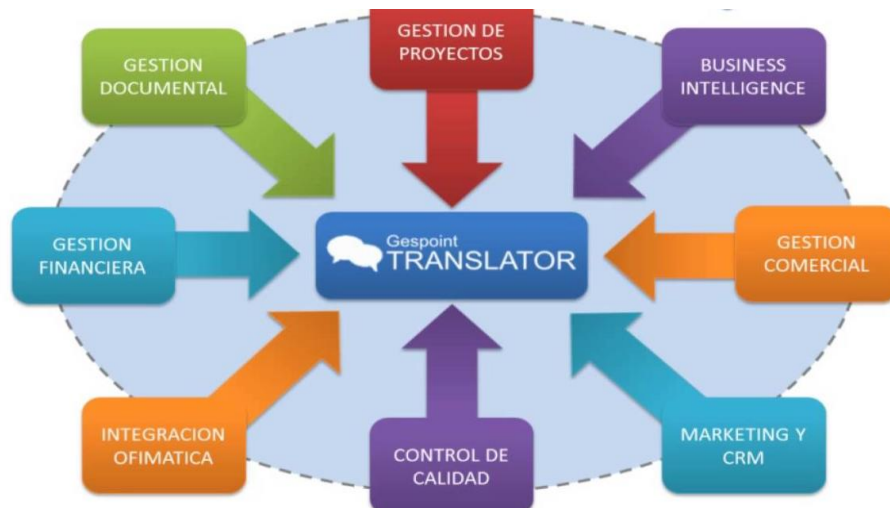 GESTION DE
PROYECTOS
GESTION
DOCUMENTAL
BUSINESS
INTELLIGENCE
GESTION
FINANCIERA
Gespoint
TRANSLATOR
GESTION
COMERCIAL
INTEGRACION
OFIMATICA
CONTROL DE
CALIDAD
MARKETING Y
CRM